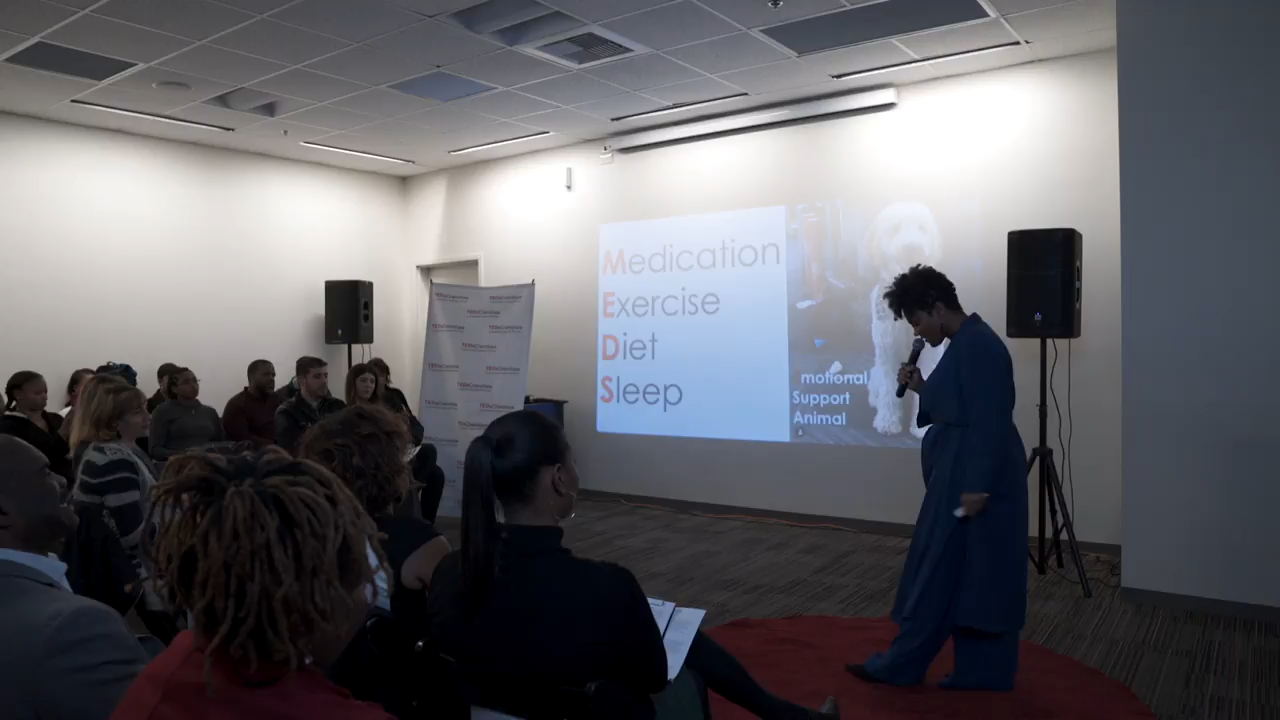 Medication
Exercise
Diet
Sleep
motional
Support
Animal